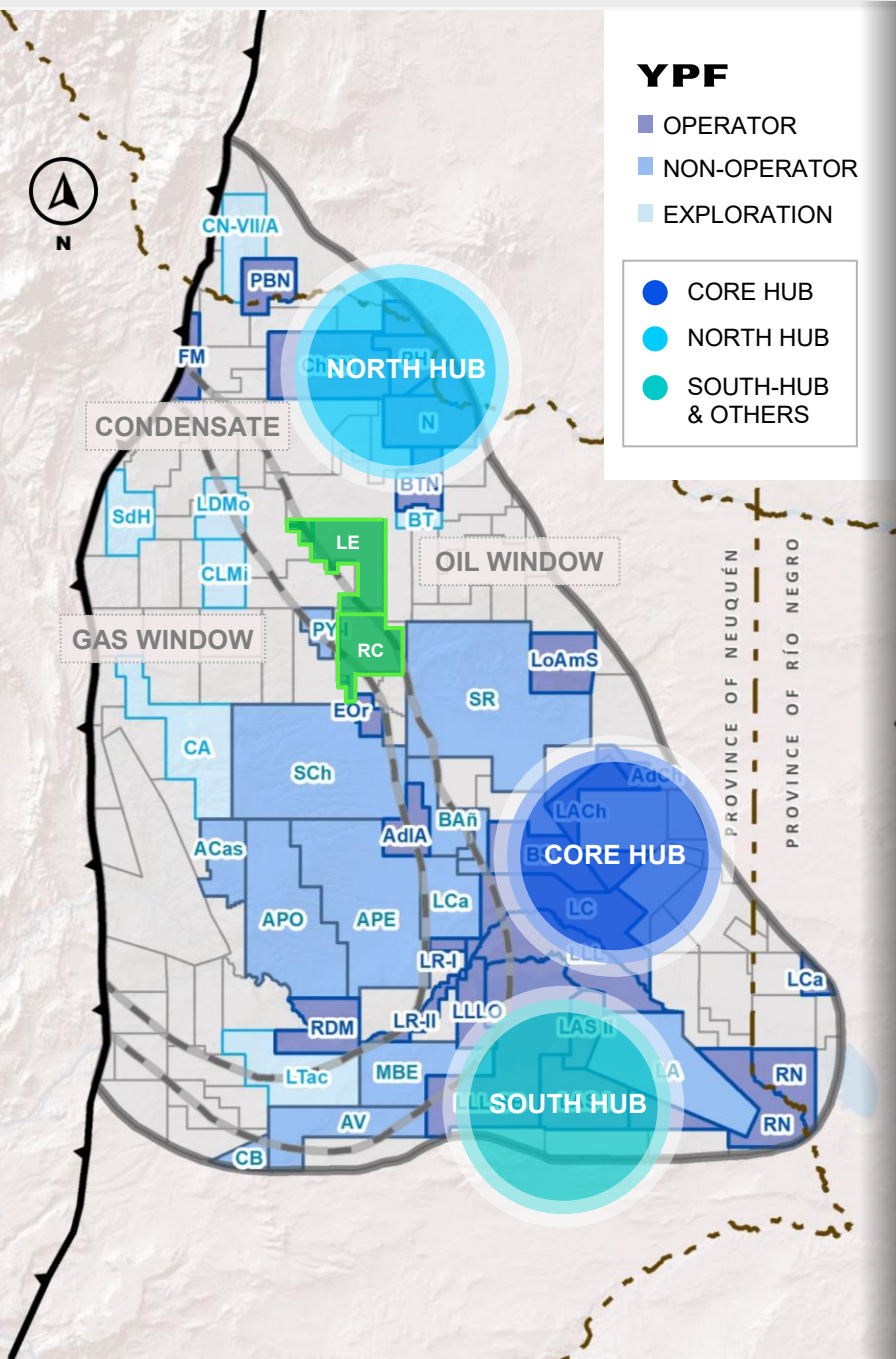 YPF
OPERATOR
NON-OPERATOR
EXPLORATION
CORE HUB
NORTH HUB
SOUTH-HUB
& OTHERS
N
CN-VII/A
PBN
FM
NORTH HUB
N
CONDENSATE
BTN
BT
SdH
LDMo
CLMi
LE
OIL WINDOW
GAS WINDOW
PY-I
RC
LoAmS
SR
EOr
CA
SCh
PROVINCE OF NEUQUÉN
PROVINCE OF RÍO NEGRO
AdCh
LACh
BAñ
AdlA
ACas
CORE HUB
LCa
APO
APE
LC
LLL
LR-I
LCa
LLLO
LR-II
RDM
LAS II
LA
MBE
LTac
RN
SOUTH HUB
AV
RN
CB